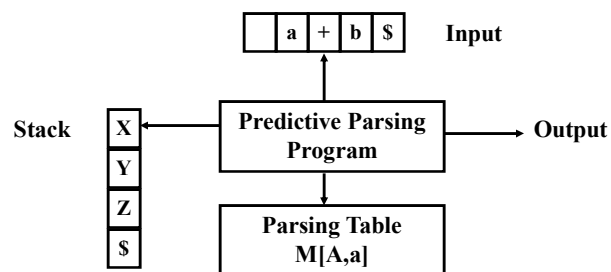 a + b $ Input
Stack
X
Y
Z
$
Predictive Parsing
Program
Output
Parsing Table
M[A,a]